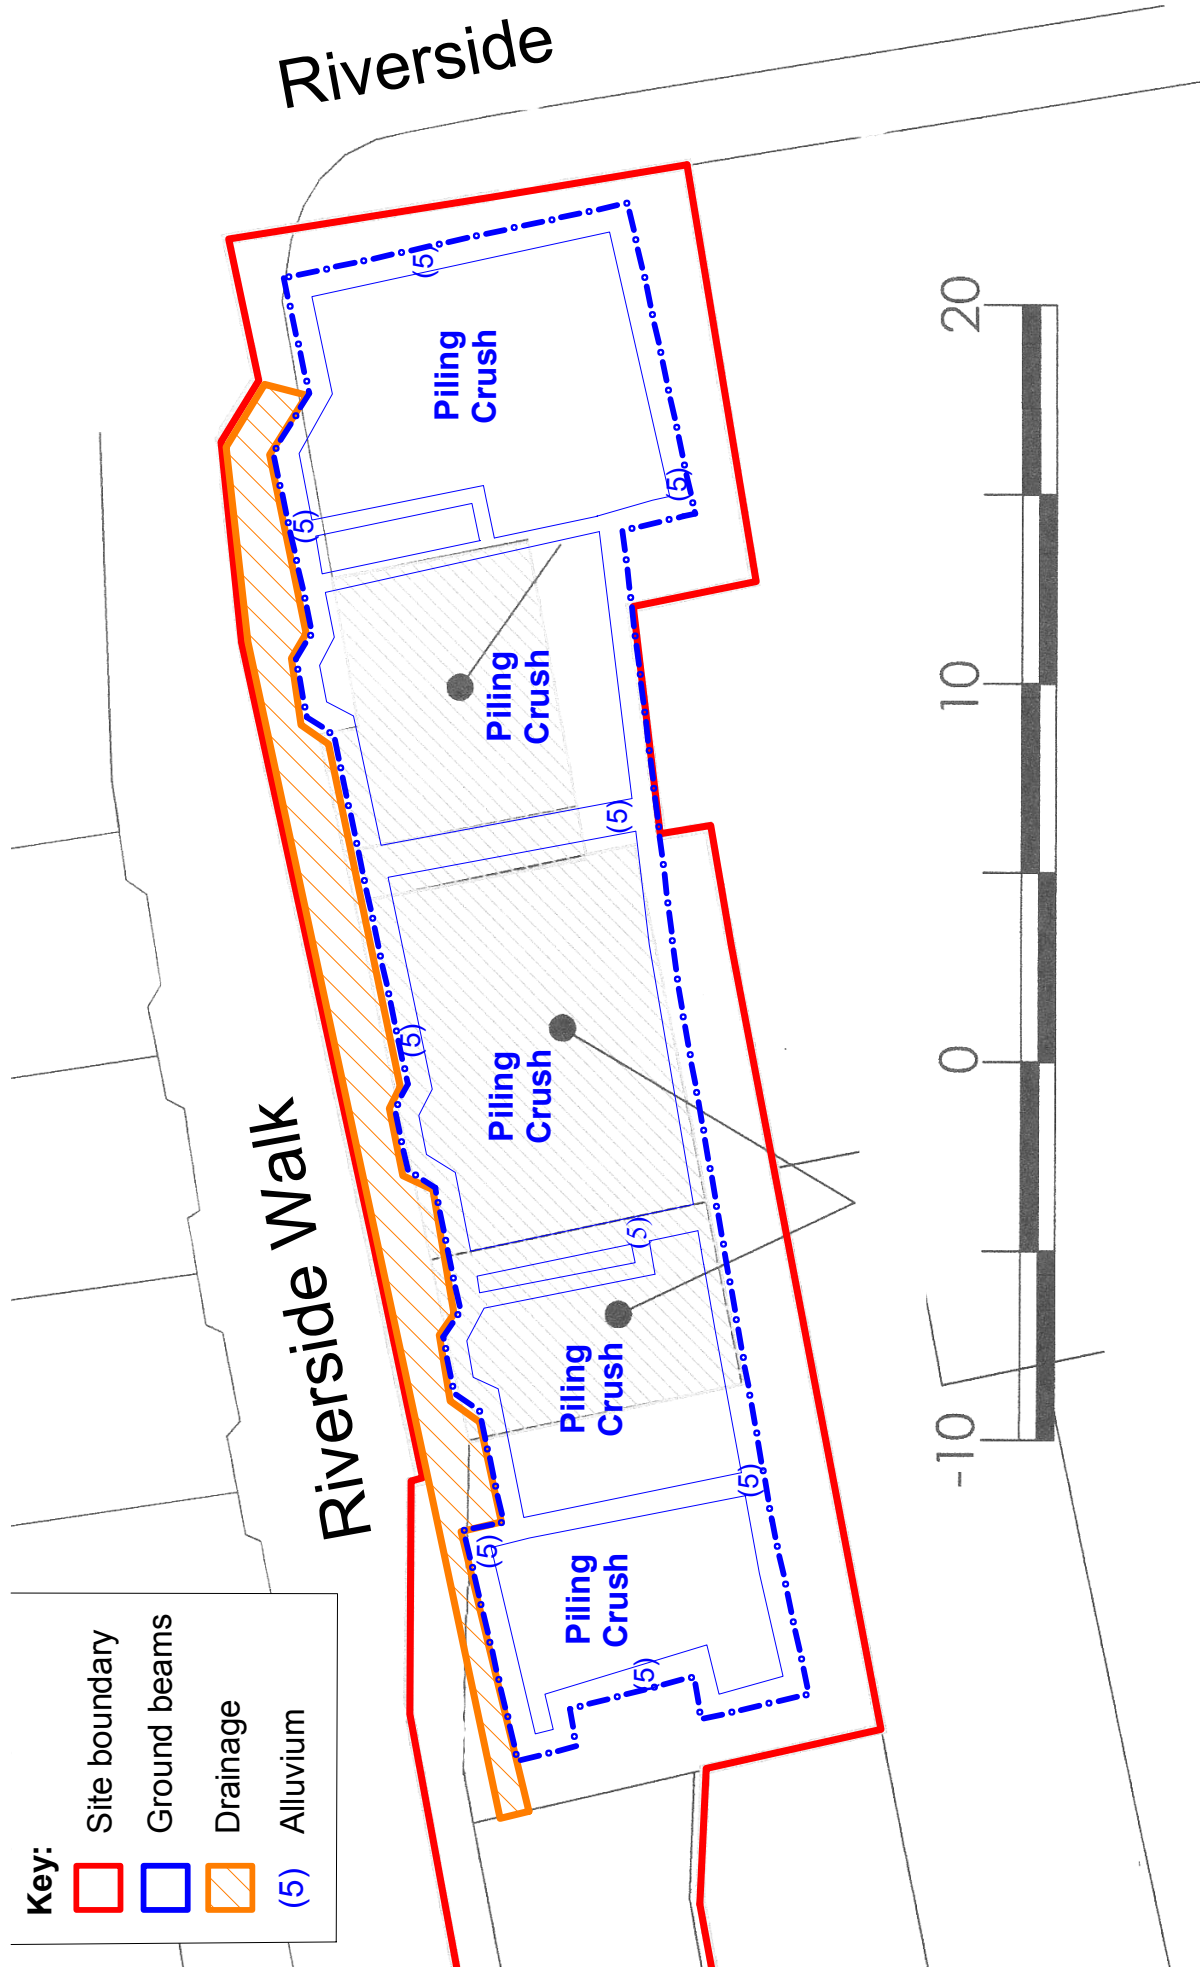 Riverside
Riverside Walk
(5)
Piling
Crush
(5)
(5)
Piling
Crush
(5)
(5)
Piling
Crush
(5)
Piling
Crush
(5)
(5)
Piling
Crush
(5)
20
10
0
-10
Key:
Site boundary
Ground beams
Drainage
(5) Alluvium